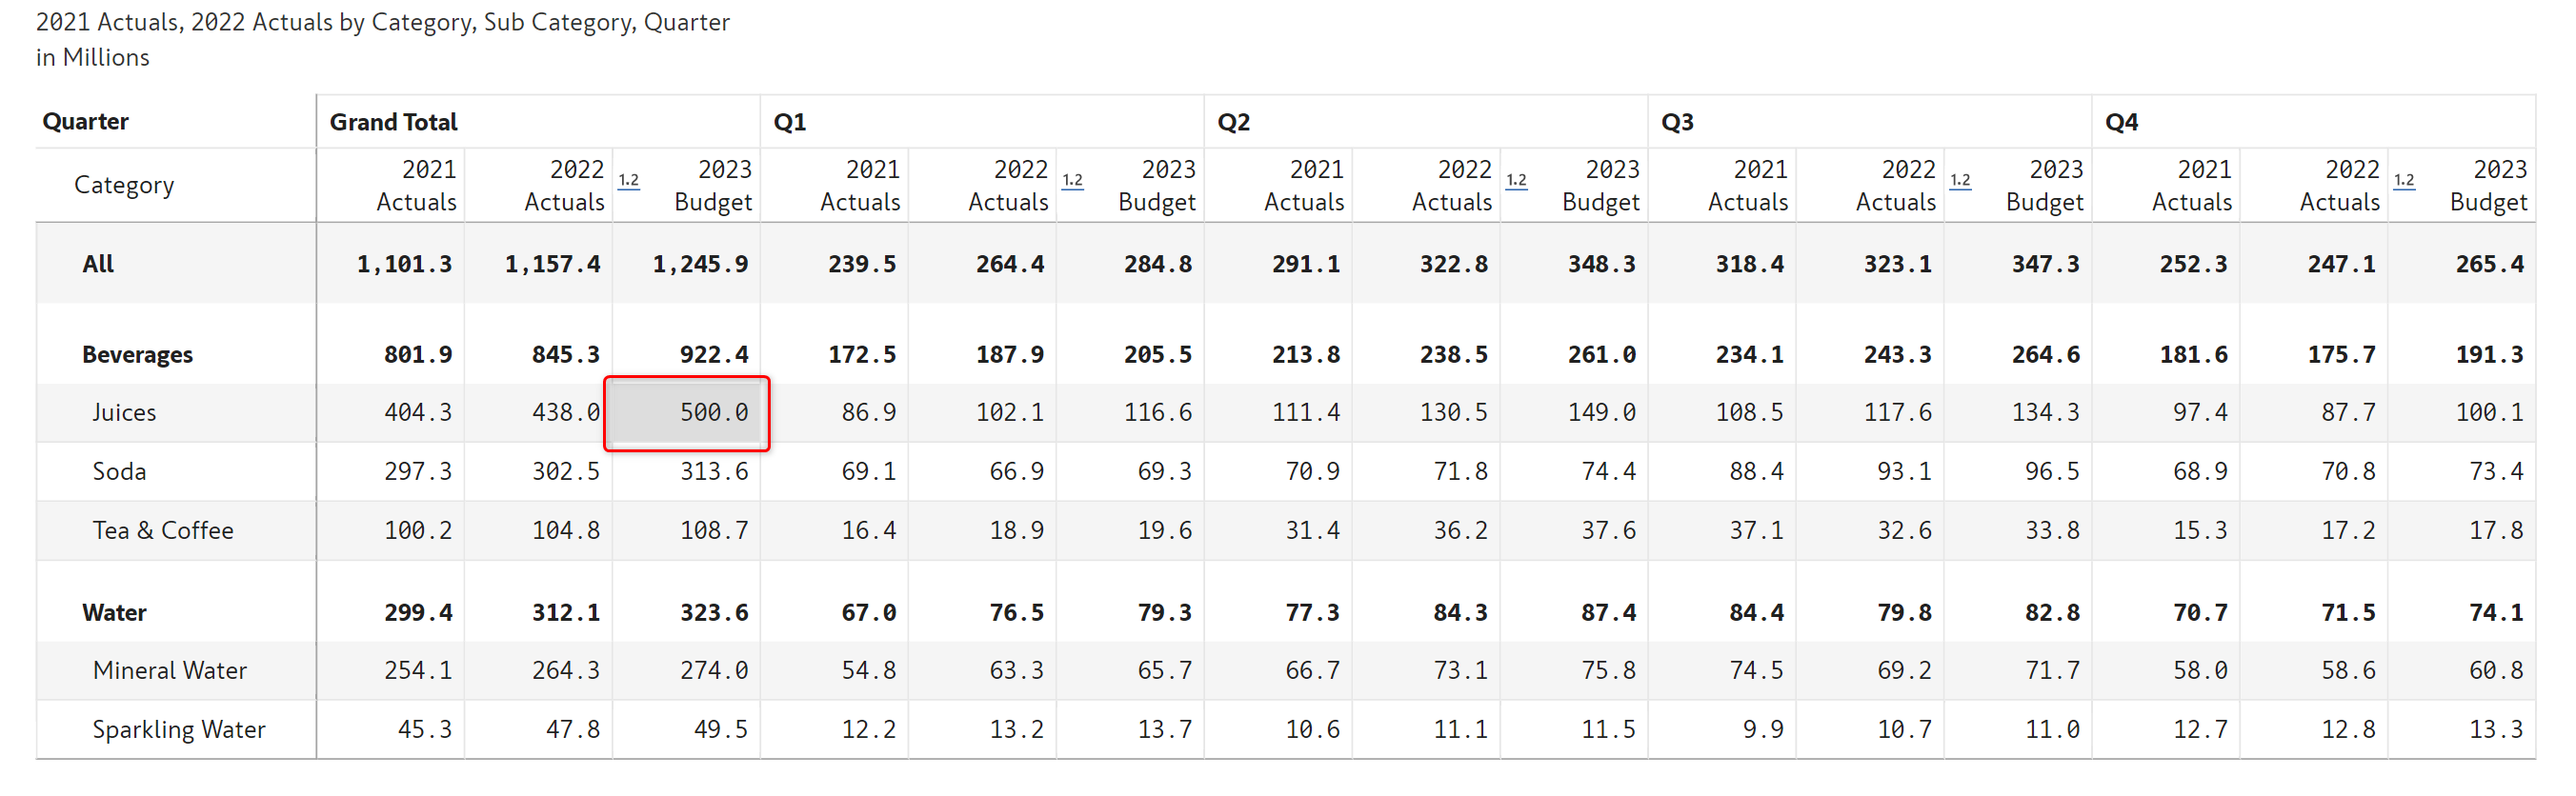 2021 Actuals, 2022 Actuals by Category, Sub Category, Quarter
in Millions
Quarter Grand Total Q1 Q2 Q3 Q4
Category 2021 Actuals 2022 Actuals 1.2 2023 Budget 2021 Actuals 2022 Actuals 1.2 2023 Budget 2021 Actuals 2022 Actuals 1.2 2023 Budget 2021 Actuals 2022 Actuals 1.2 2023 Budget 2021 Actuals 2022 Actuals 1.2 2023 Budget
All 1,101.3 1,157.4 1,245.9 239.5 264.4 284.8 291.1 322.8 348.3 318.4 323.1 347.3 252.3 247.1 265.4
Beverages 801.9 845.3 922.4 172.5 187.9 205.5 213.8 238.5 261.0 234.1 243.3 264.6 181.6 175.7 191.3
Juices 404.3 438.0 500.0 86.9 102.1 116.6 111.4 130.5 149.0 108.5 117.6 134.3 97.4 87.7 100.1
Soda 297.3 302.5 313.6 69.1 66.9 69.3 70.9 71.8 74.4 88.4 93.1 96.5 68.9 70.8 73.4
Tea & Coffee 100.2 104.8 108.7 16.4 18.9 19.6 31.4 36.2 37.6 37.1 32.6 33.8 15.3 17.2 17.8
Water 299.4 312.1 323.6 67.0 76.5 79.3 77.3 84.3 87.4 84.4 79.8 82.8 70.7 71.5 74.1
Mineral Water 254.1 264.3 274.0 54.8 63.3 65.7 66.7 73.1 75.8 74.5 69.2 71.7 58.0 58.6 60.8
Sparkling Water 45.3 47.8 49.5 12.2 13.2 13.7 10.6 11.1 11.5 9.9 10.7 11.0 12.7 12.8 13.3